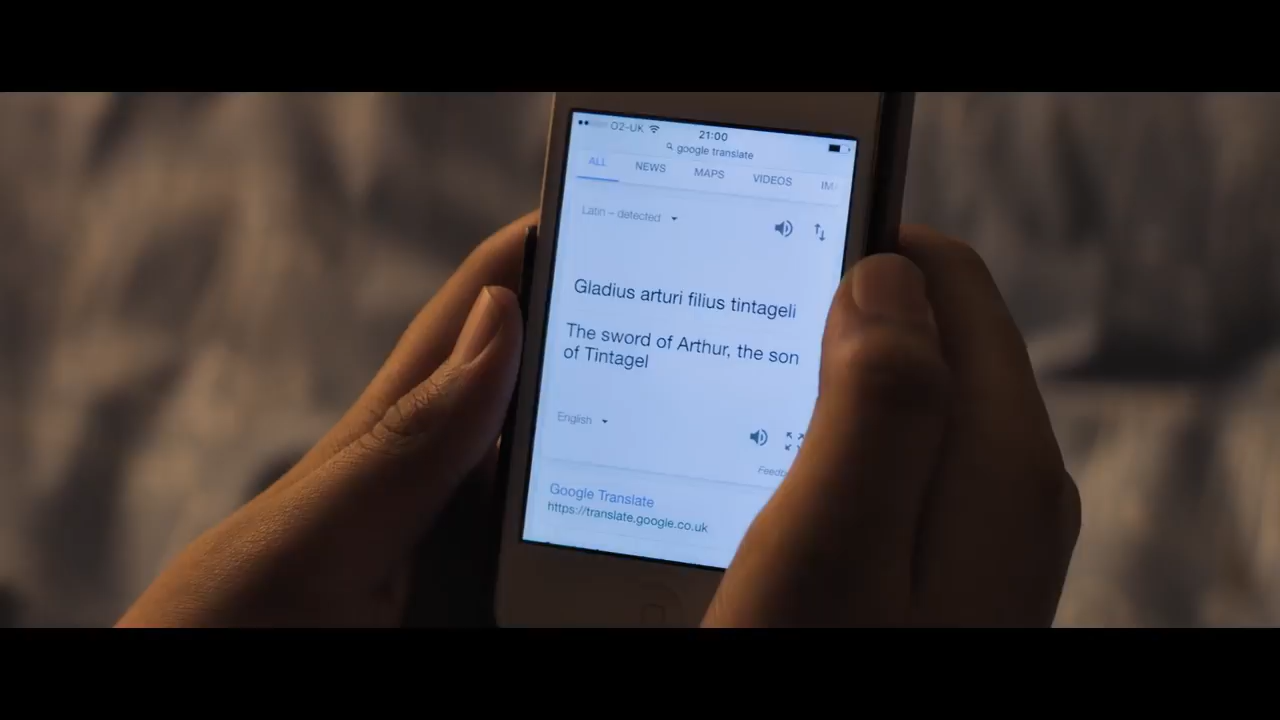 O2-UK 21:00
google translate
ALL NEWS MAPS VIDEOS
Latin – detected
Gladius arturi filius tintageli
The sword of Arthur, the son
of Tintagel
English
Google Translate
https://translate.google.co.uk